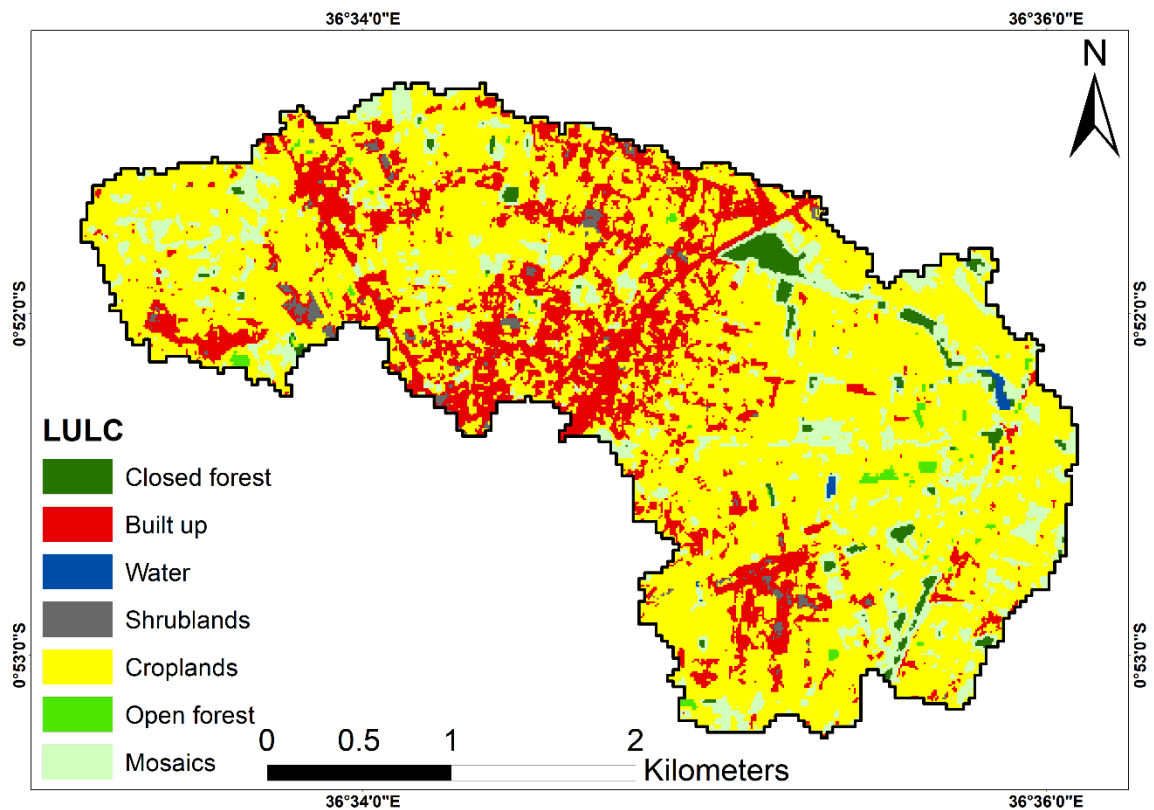 36°34'0"E
36°36'0"E
N
0°52'0"S
0°52'0"S
LULC
Closed forest
Built up
Water
Shrublands
Croplands
Open forest
Mosaics
0°53'0"S
0°53'0"S
0 0.5 1 2
Kilometers
36°34'0"E
36°36'0"E